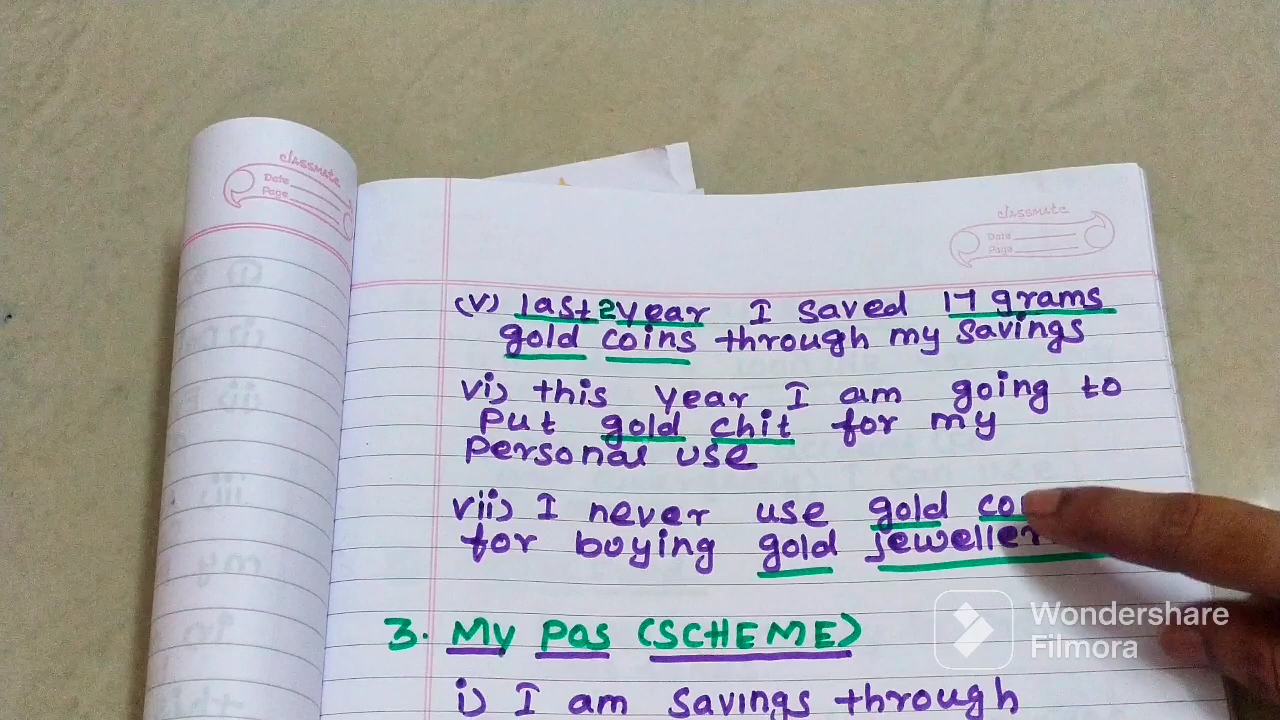 classmate
Date
Page
classmate
Date
Page
(v) last 2 year I saved 17 grams
gold coins through my savings
vi) this year I am going to
put gold chit for my
personal use
vii) I never use gold
for buying gold
3. My Pos (SCHEME)
i) I am savings through
Wondershare
Filmora